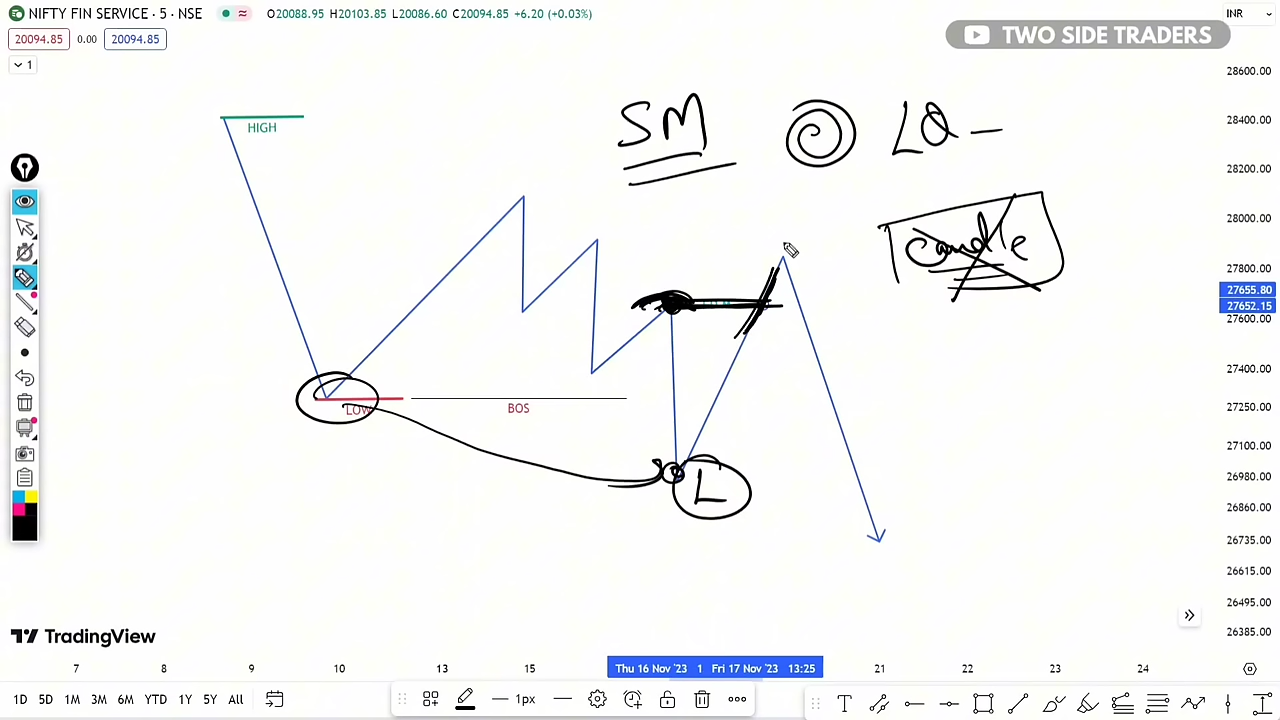 NIFTY FIN SERVICE · 5 · NSE
O20088.95 H20103.85 L20086.60 C20094.85 +6.20 (+0.03%)
INR
20094.85 0.00 20094.85
TWO SIDE TRADERS
1
28600.00
28400.00
28200.00
28000.00
27800.00
27655.80
27652.15
27600.00
27400.00
27250.00
27100.00
26980.00
26860.00
26735.00
26615.00
26495.00
26385.00
HIGH
SM
LQ
Candle
LOW
BOS
L
TradingView
7 8 9 10 13 15 Thu 16 Nov '23 1 Fri 17 Nov '23 13:25 21 22 23 24
1D 5D 1M 3M 6M YTD 1Y 5Y All
1px